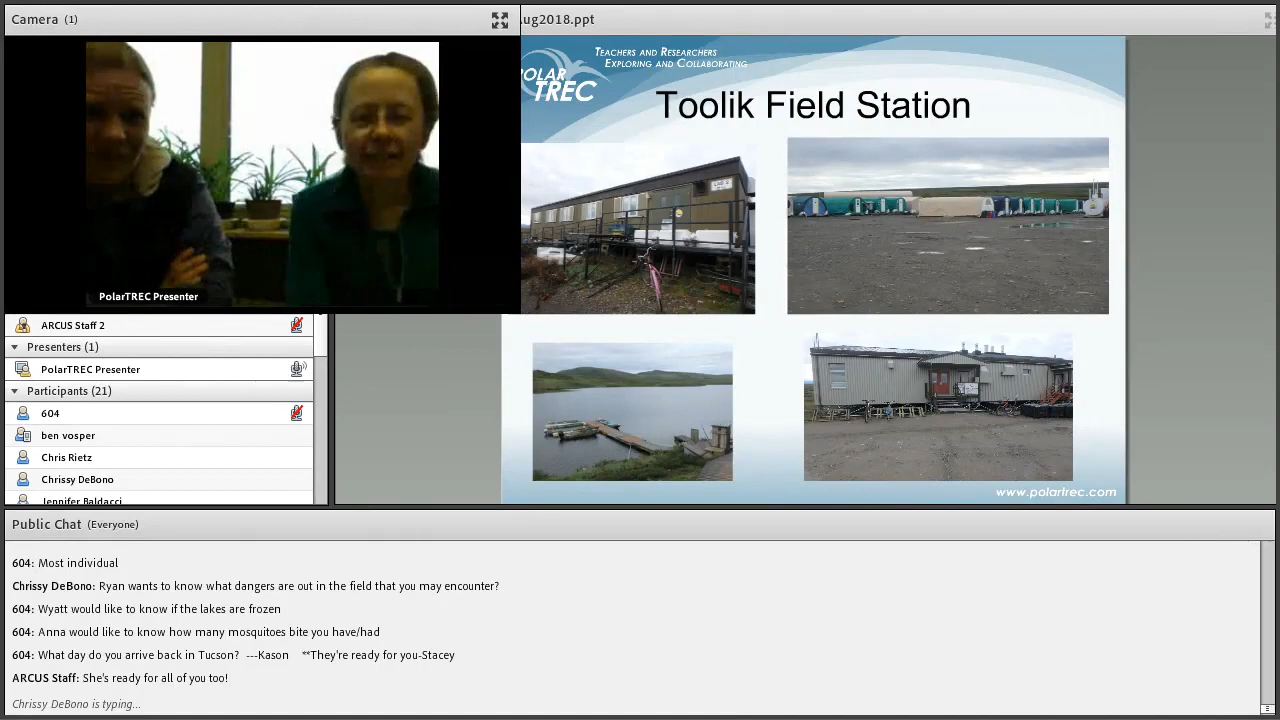 Camera (1)
ug2018.ppt
PolarTREC Presenter
TEACHERS AND RESEARCHERS
EXPLORING AND COLLABORATING
POLAR
TREC
Toolik Field Station
www.polartrec.com
ARCUS Staff 2
Presenters (1)
PolarTREC Presenter
Participants (21)
604
ben vosper
Chris Rietz
Chrissy DeBono
Jennifer Baldacci
Public Chat (Everyone)
604: Most individual
Chrissy DeBono: Ryan wants to know what dangers are out in the field that you may encounter?
604: Wyatt would like to know if the lakes are frozen
604: Anna would like to know how many mosquitoes bite you have/had
604: What day do you arrive back in Tucson? ---Kason **They're ready for you-Stacey
ARCUS Staff: She's ready for all of you too!
Chrissy DeBono is typing...